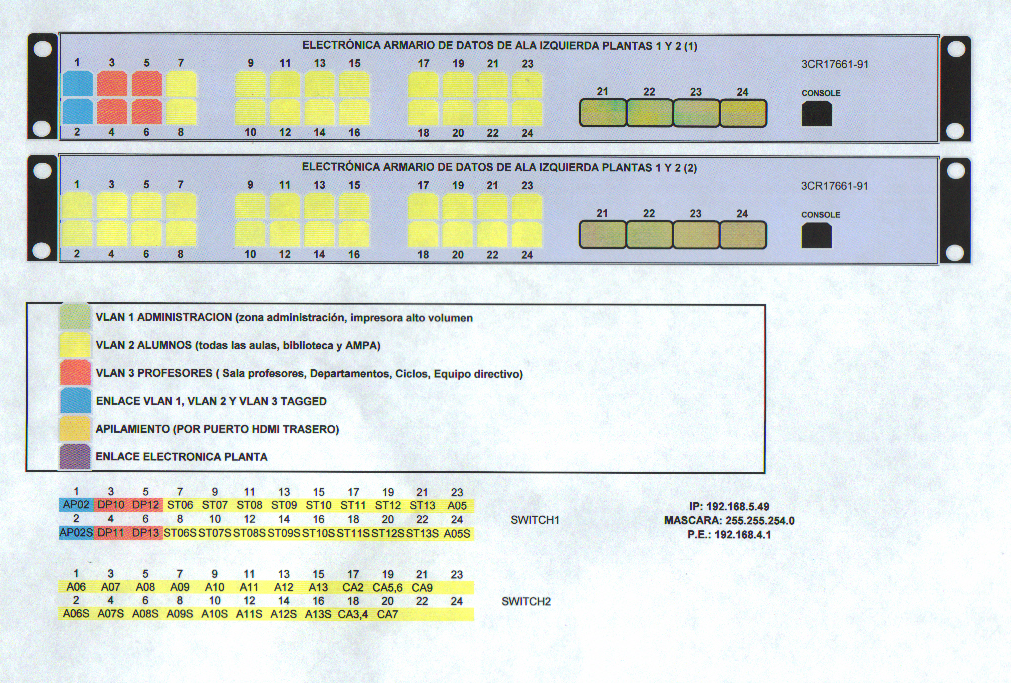 ELECTRÓNICA ARMARIO DE DATOS DE ALA IZQUIERDA PLANTAS 1 Y 2 (1)
1 3 5 7 9 11 13 15 17 19 21 23 3CR17661-91
21 22 23 24 CONSOLE
2 4 6 8 10 12 14 16 18 20 22 24
ELECTRÓNICA ARMARIO DE DATOS DE ALA IZQUIERDA PLANTAS 1 Y 2 (2)
1 3 5 7 9 11 13 15 17 19 21 23 3CR17661-91
21 22 23 24 CONSOLE
2 4 6 8 10 12 14 16 18 20 22 24
VLAN 1 ADMINISTRACION (zona administración, impresora alto volumen
VLAN 2 ALUMNOS (todas las aulas, biblioteca y AMPA)
VLAN 3 PROFESORES ( Sala profesores, Departamentos, Ciclos, Equipo directivo)
ENLACE VLAN 1, VLAN 2 Y VLAN 3 TAGGED
APILAMIENTO (POR PUERTO HDMI TRASERO)
ENLACE ELECTRONICA PLANTA
1 3 5 7 9 11 13 15 17 19 21 23
AP02 DP10 DP12 ST06 ST07 ST08 ST09 ST10 ST11 ST12 ST13 A05
2 4 6 8 10 12 14 16 18 20 22 24 SWITCH1
AP02S DP11 DP13 ST06S ST07S ST08S ST09S ST10S ST11S ST12S ST13S A05S
IP: 192.168.5.49
MASCARA: 255.255.254.0
P.E.: 192.168.4.1
1 3 5 7 9 11 13 15 17 19 21 23
A06 A07 A08 A09 A10 A11 A12 A13 CA2 CA5,6 CA9
2 4 6 8 10 12 14 16 18 20 22 24 SWITCH2
A06S A07S A08S A09S A10S A11S A12S A13S CA3,4 CA7